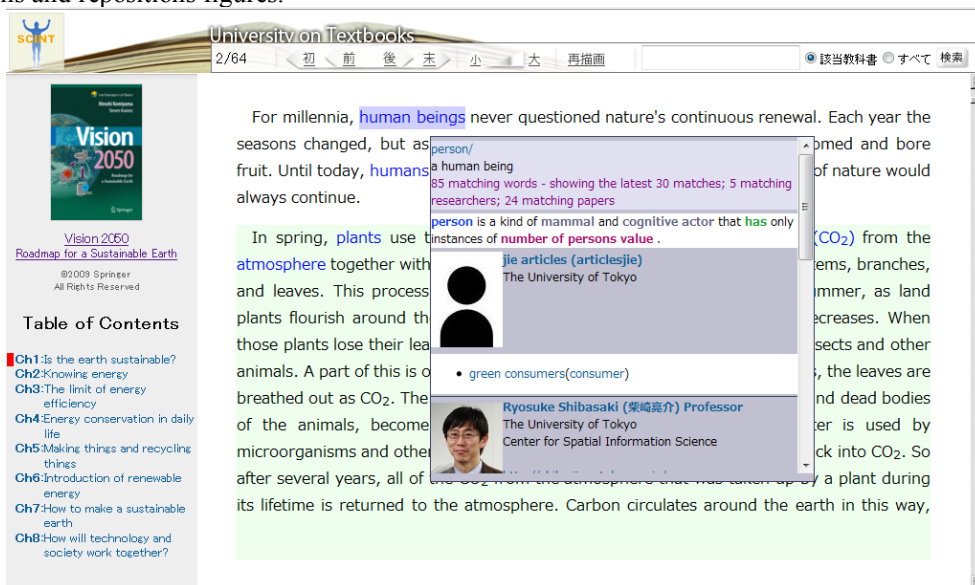 ns and repositions figures.
SCINT
University on Textbooks
2/64 初 前 後 末 小 大 再描画 該当教科書 すべて 検索
Hiroshi Komiyama
Steven Kraines
Vision
2050
Roadmap for
a Sustainable Earth
Springer
Vision 2050
Roadmap for a Sustainable Earth
©2009 Springer
All Rights Reserved
Table of Contents
Ch1:Is the earth sustainable?
Ch2:Knowing energy
Ch3:The limit of energy
efficiency
Ch4:Energy conservation in daily
life
Ch5:Making things and recycling
things
Ch6:Introduction of renewable
energy
Ch7:How to make a sustainable
earth
Ch8:How will technology and
society work together?
For millennia, human beings never questioned nature's continuous renewal. Each year the
seasons changed, but as omed and bore
fruit. Until today, humans of nature would
always continue.
In spring, plants use t (CO2) from the
atmosphere together with tems, branches,
and leaves. This process mmer, as land
plants flourish around th ecreases. When
those plants lose their lea sects and other
animals. A part of this is o , the leaves are
breathed out as CO2. The nd dead bodies
of the animals, become ter is used by
microorganisms and othe ck into CO2. So
after several years, all of the CO2 from the atmosphere that was taken up by a plant during
its lifetime is returned to the atmosphere. Carbon circulates around the earth in this way,
person/
a human being
85 matching words - showing the latest 30 matches; 5 matching
researchers; 24 matching papers
person is a kind of mammal and cognitive actor that has only
instances of number of persons value .
jie articles (articlesjie)
The University of Tokyo
green consumers(consumer)
Ryosuke Shibasaki (柴崎亮介) Professor
The University of Tokyo
Center for Spatial Information Science